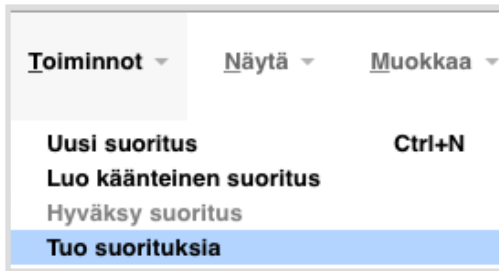 Toiminnot Näytä Muokkaa
Uusi suoritus Ctrl+N
Luo käänteinen suoritus
Hyväksy suoritus
Tuo suorituksia